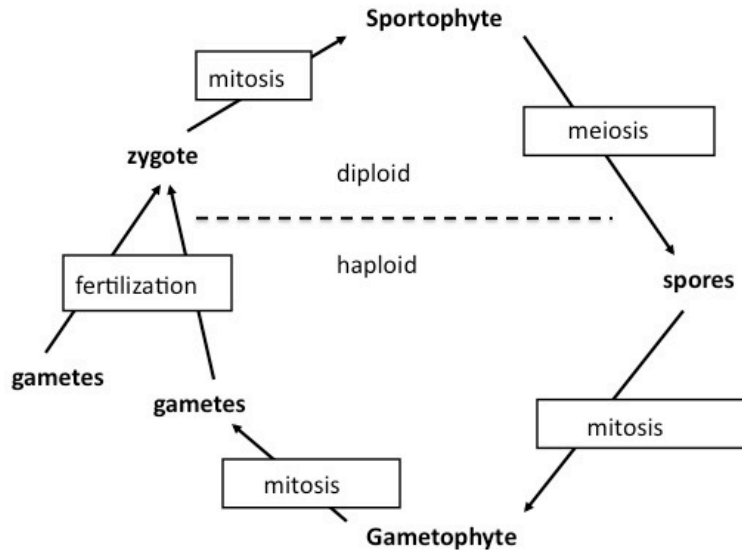 Sportophyte
mitosis
meiosis
zygote
diploid
haploid
fertilization
spores
gametes
gametes
mitosis
mitosis
Gametophyte